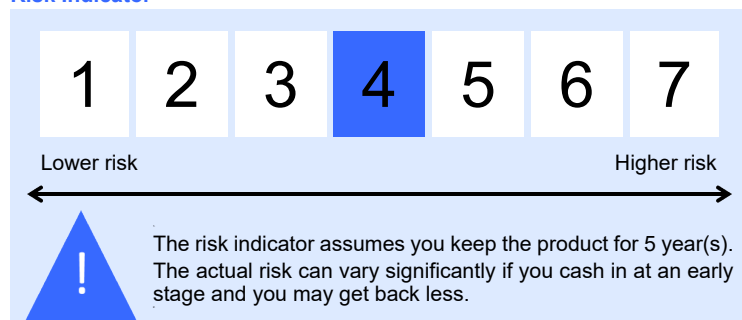 Risk Indicator
1 2 3 4 5 6 7
Lower risk Higher risk
!
The risk indicator assumes you keep the product for 5 year(s).
The actual risk can vary significantly if you cash in at an early
stage and you may get back less.